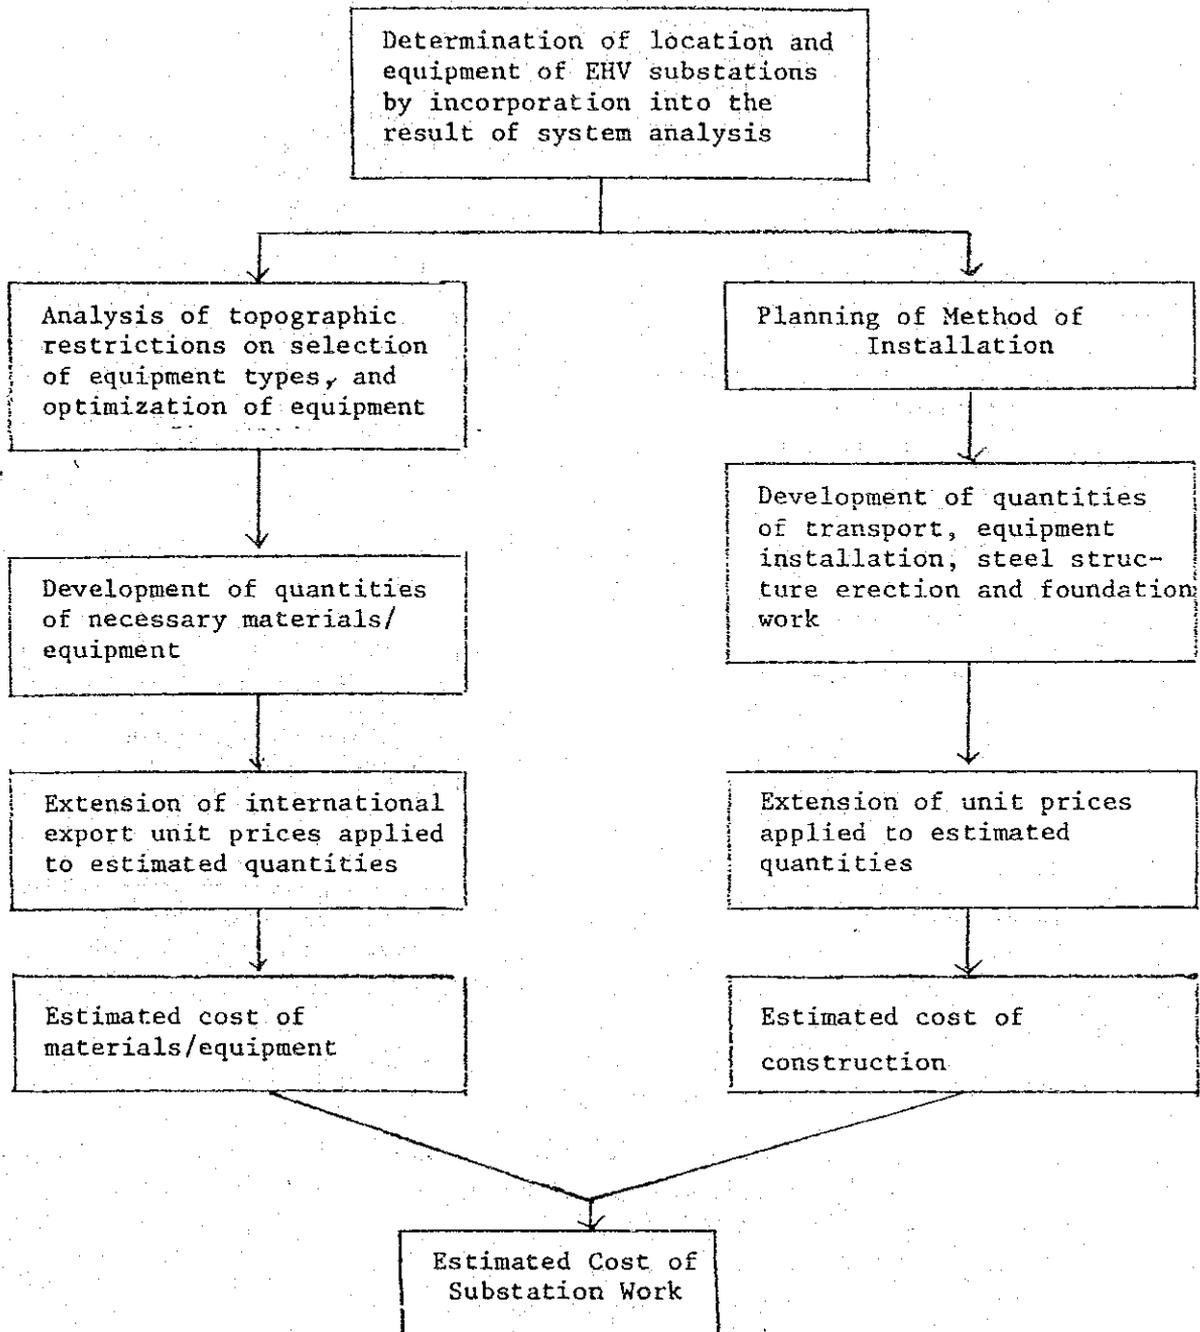 Determination of location and
equipment of EHV substations
by incorporation into the
result of system analysis
Analysis of topographic
restrictions on selection
of equipment types, and
optimization of equipment
Planning of Method of
Installation
Development of quantities
of transport, equipment
installation, steel struc-
ture erection and foundation
work
Development of quantities
of necessary materials/
equipment
Extension of international
export unit prices applied
to estimated quantities
Extension of unit prices
applied to estimated
quantities
Estimated cost of
materials/equipment
Estimated cost of
construction
Estimated Cost of
Substation Work